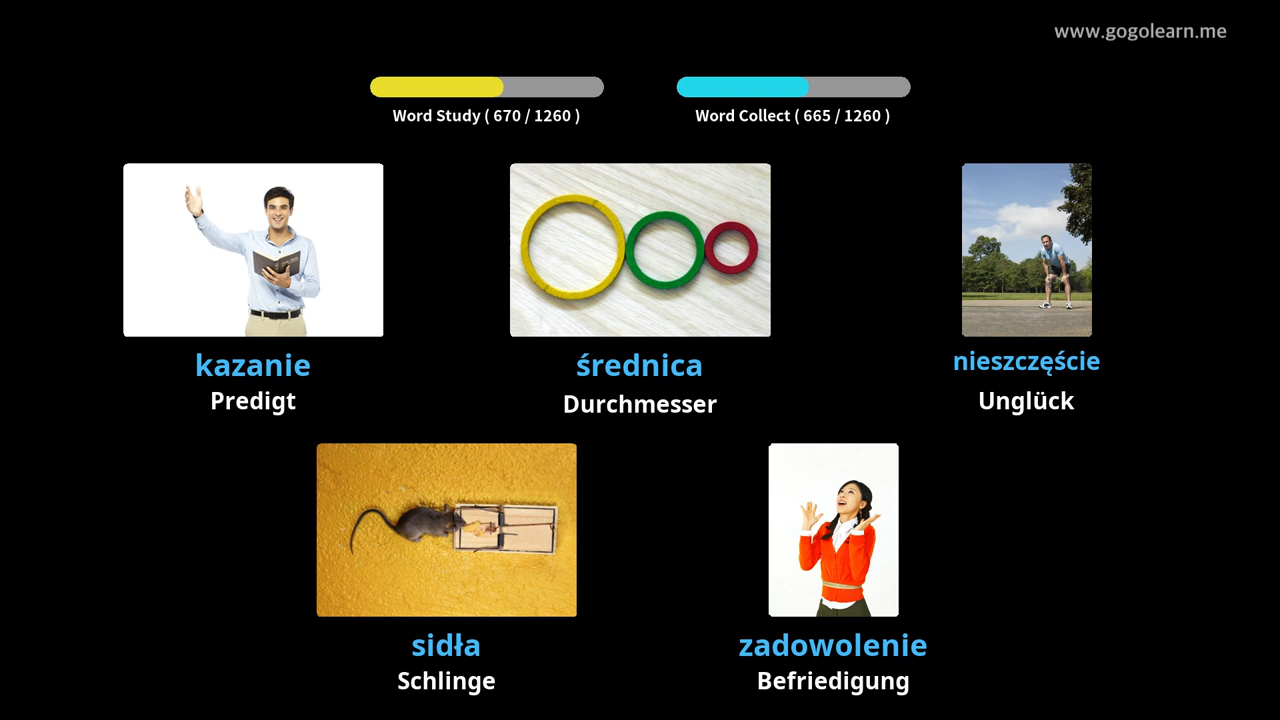 www.gogolearn.me
Word Study ( 670 / 1260 )
Word Collect ( 665 / 1260 )
kazanie
Predigt
średnica
Durchmesser
nieszczęście
Unglück
sidła
Schlinge
zadowolenie
Befriedigung